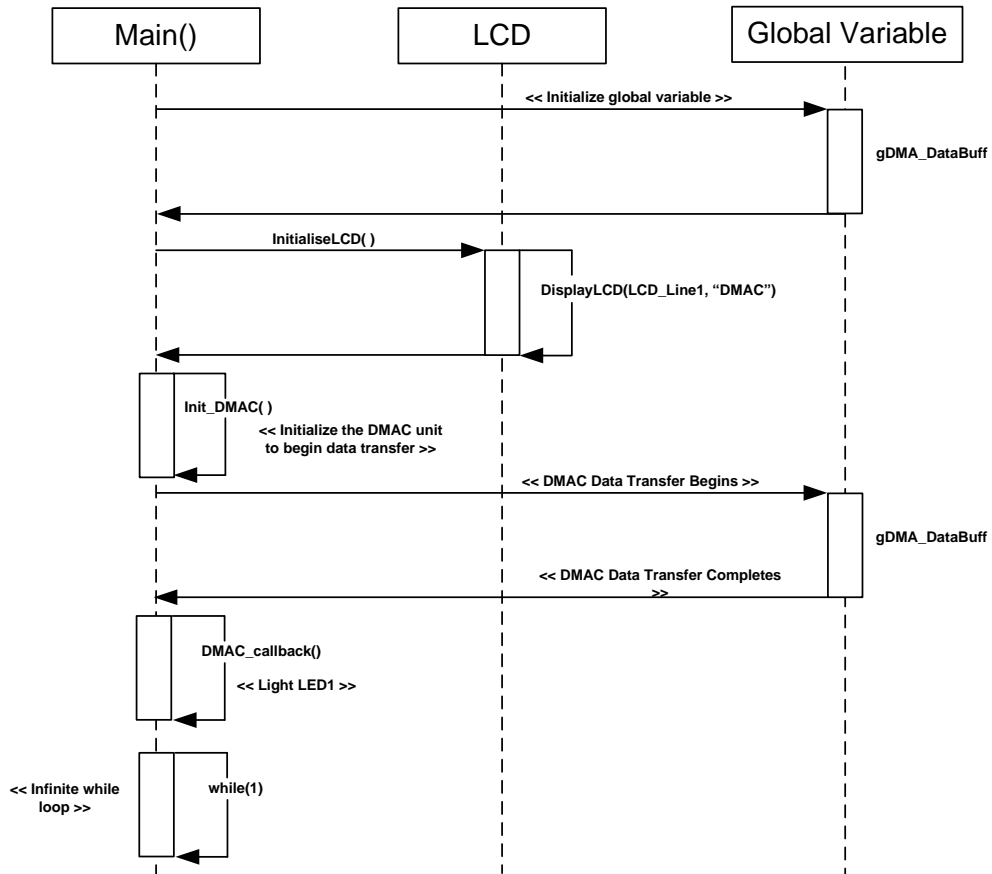 Main()
LCD
Global Variable
<< Initialize global variable >>
gDMA_DataBuff
InitialiseLCD( )
DisplayLCD(LCD_Line1, “DMAC”)
Init_DMAC( )
<< Initialize the DMAC unit
to begin data transfer >>
<< DMAC Data Transfer Begins >>
gDMA_DataBuff
<< DMAC Data Transfer Completes
>>
DMAC_callback()
<< Light LED1 >>
<< Infinite while
loop >>
while(1)